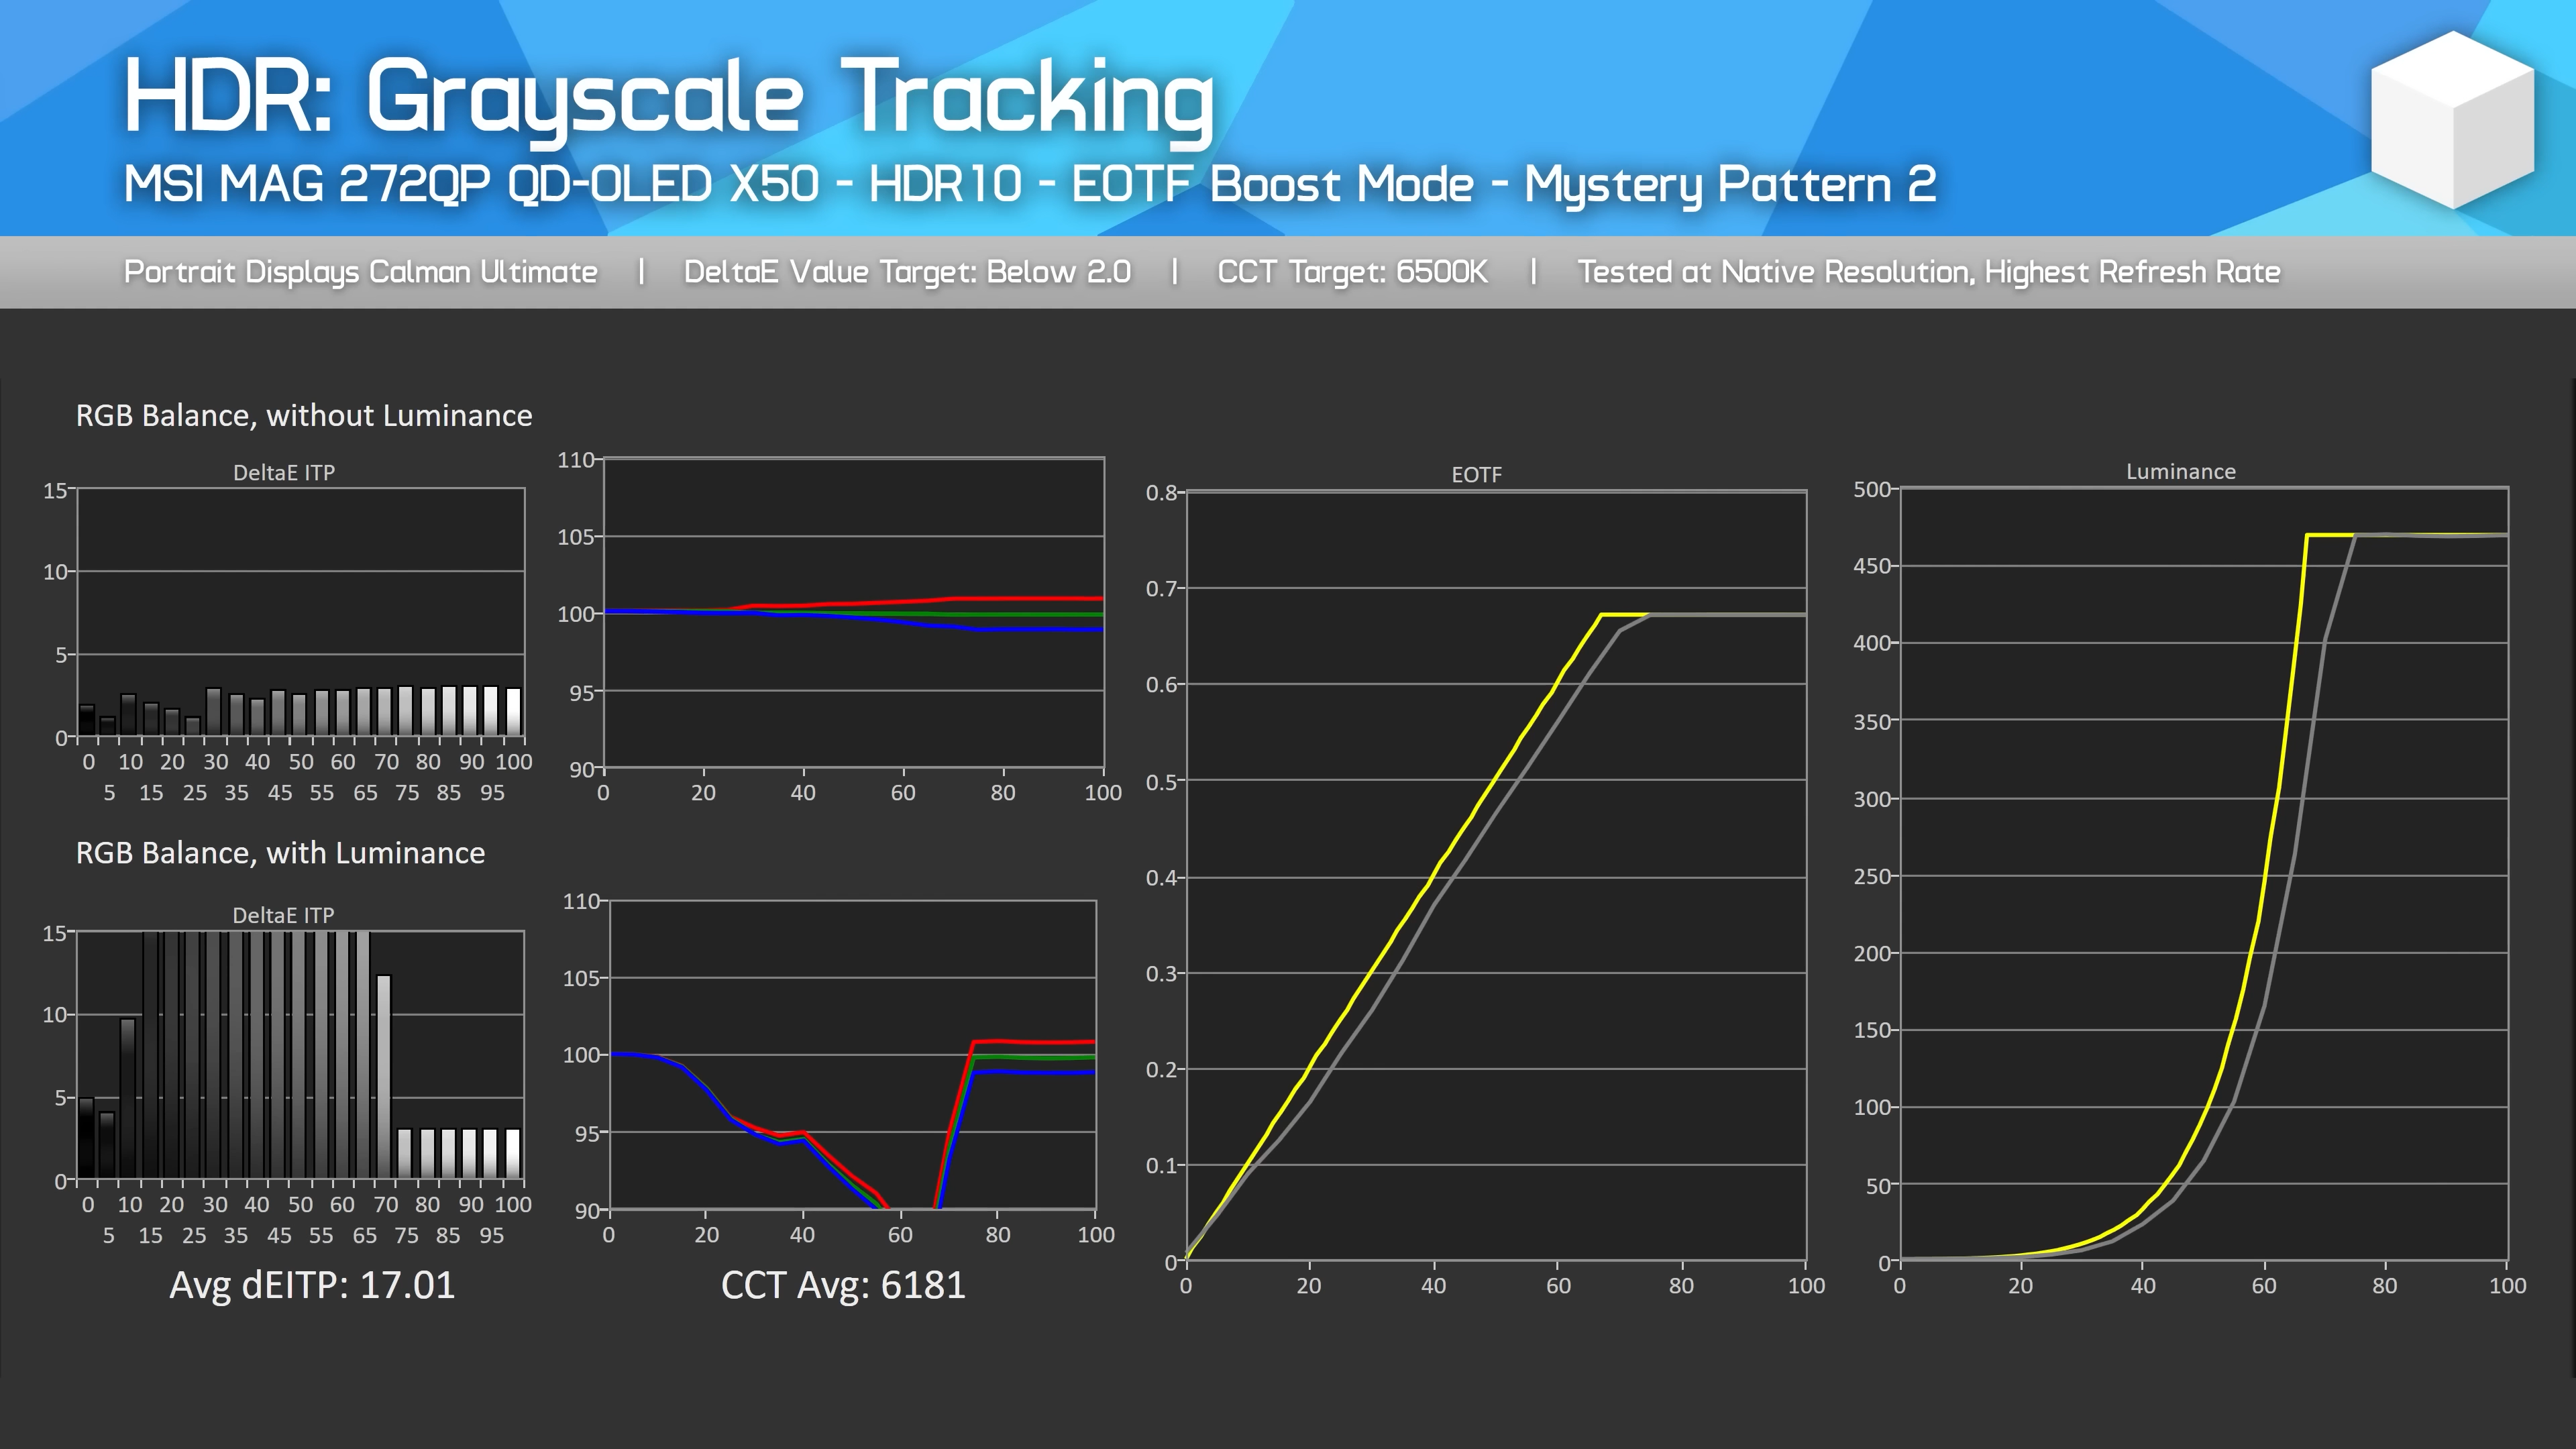 HDR: Grayscale Tracking
MSI MAG 272QP QD-OLED X50 - HDR10 - EOTF Boost Mode - Mystery Pattern 2
Portrait Displays Calman Ultimate | DeltaE Value Target: Below 2.0 | CCT Target: 6500K | Tested at Native Resolution, Highest Refresh Rate
RGB Balance, without Luminance
DeltaE ITP
15
10
5
0
0 10 20 30 40 50 60 70 80 90 100
5 15 25 35 45 55 65 75 85 95
110
105
100
95
90
0 20 40 60 80 100
RGB Balance, with Luminance
DeltaE ITP
15
10
5
0
0 10 20 30 40 50 60 70 80 90 100
5 15 25 35 45 55 65 75 85 95
Avg dEITP: 17.01
110
105
100
95
90
0 20 40 60 80 100
CCT Avg: 6181
EOTF
0.8
0.7
0.6
0.5
0.4
0.3
0.2
0.1
0
0 20 40 60 80 100
Luminance
500
450
400
350
300
250
200
150
100
50
0
0 20 40 60 80 100